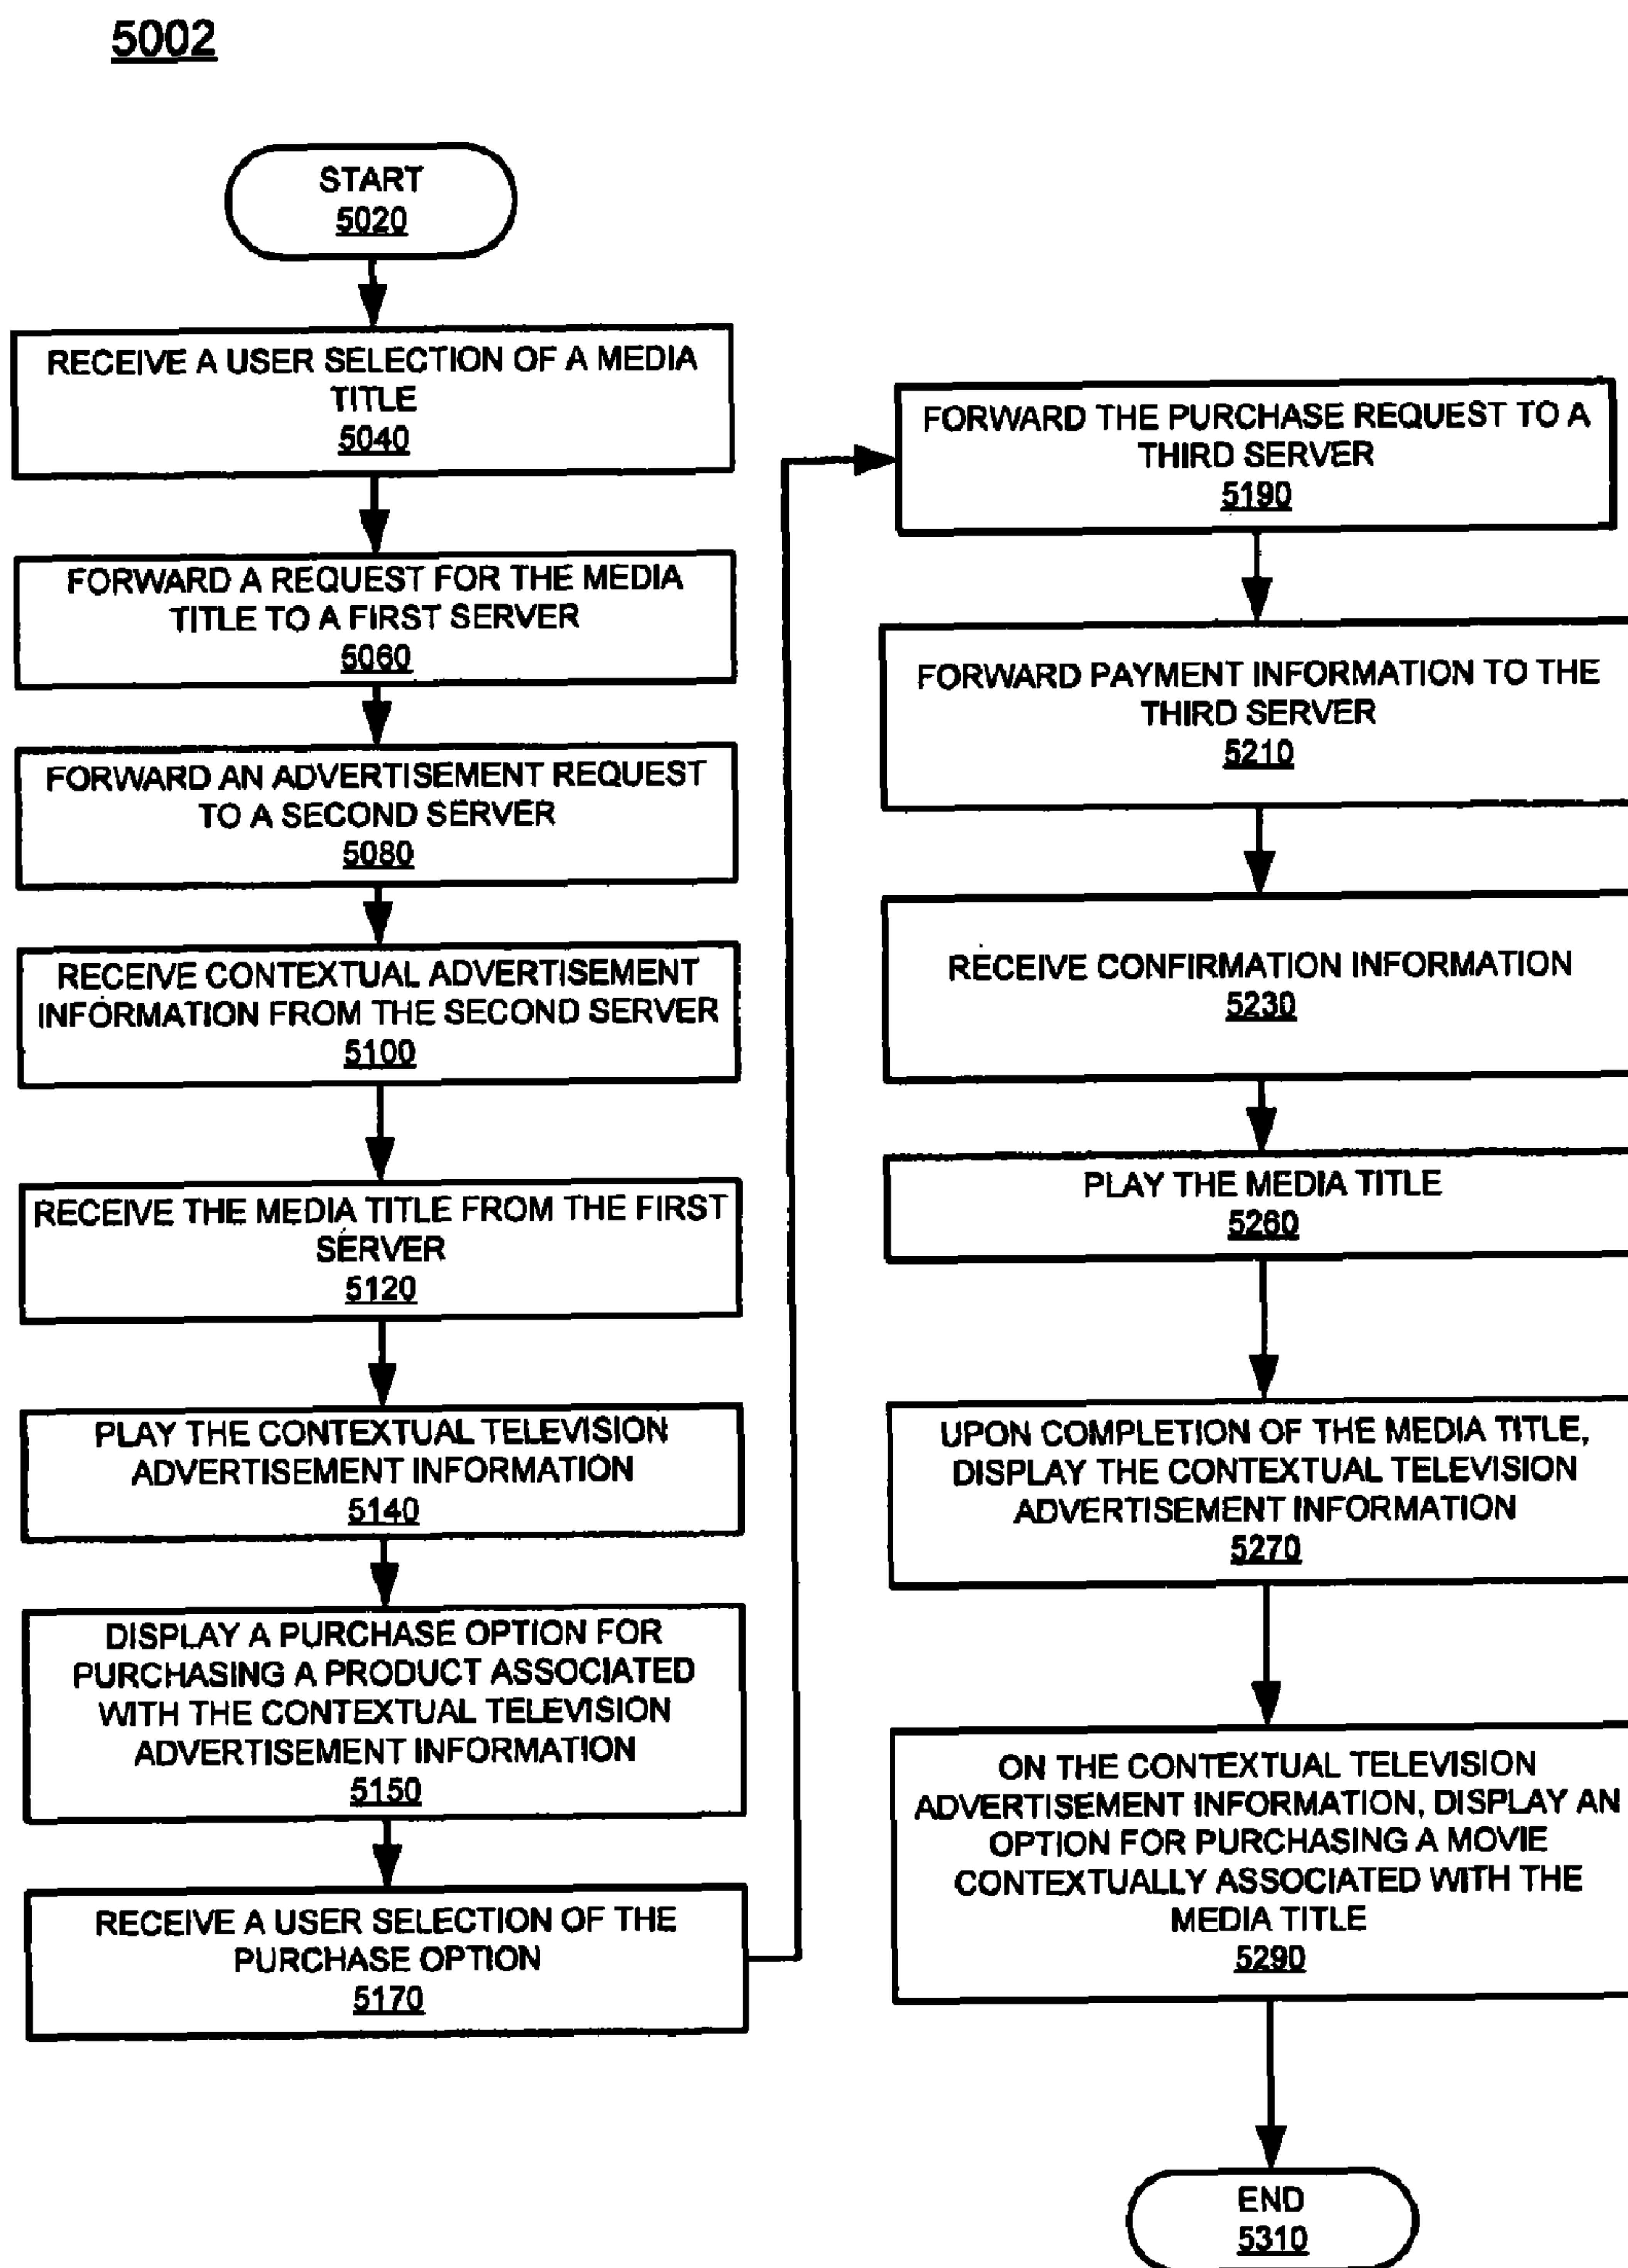 5002
START
5020
RECEIVE A USER SELECTION OF A MEDIA
TITLE
5040
FORWARD A REQUEST FOR THE MEDIA
TITLE TO A FIRST SERVER
5060
FORWARD AN ADVERTISEMENT REQUEST
TO A SECOND SERVER
5080
RECEIVE CONTEXTUAL ADVERTISEMENT
INFORMATION FROM THE SECOND SERVER
5100
RECEIVE THE MEDIA TITLE FROM THE FIRST
SERVER
5120
PLAY THE CONTEXTUAL TELEVISION
ADVERTISEMENT INFORMATION
5140
DISPLAY A PURCHASE OPTION FOR
PURCHASING A PRODUCT ASSOCIATED
WITH THE CONTEXTUAL TELEVISION
ADVERTISEMENT INFORMATION
5150
RECEIVE A USER SELECTION OF THE
PURCHASE OPTION
5170
FORWARD THE PURCHASE REQUEST TO A
THIRD SERVER
5190
FORWARD PAYMENT INFORMATION TO THE
THIRD SERVER
5210
RECEIVE CONFIRMATION INFORMATION
5230
PLAY THE MEDIA TITLE
5260
UPON COMPLETION OF THE MEDIA TITLE,
DISPLAY THE CONTEXTUAL TELEVISION
ADVERTISEMENT INFORMATION
5270
ON THE CONTEXTUAL TELEVISION
ADVERTISEMENT INFORMATION, DISPLAY AN
OPTION FOR PURCHASING A MOVIE
CONTEXTUALLY ASSOCIATED WITH THE
MEDIA TITLE
5290
END
5310